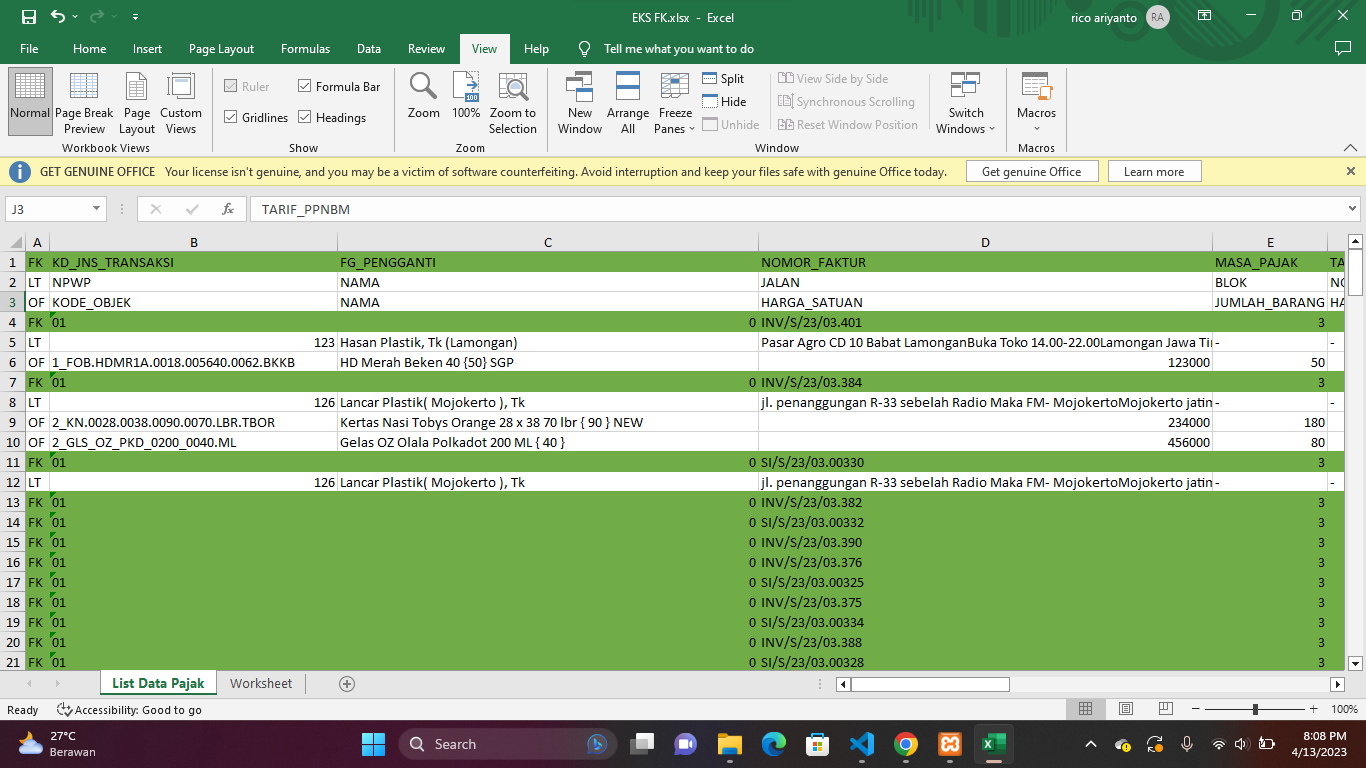 EKS FK.xlsx - Excel
rico ariyanto RA
File Home Insert Page Layout Formulas Data Review View Help Tell me what you want to do
Normal
Page Break Preview
Page Layout
Custom Views
Workbook Views
Ruler Formula Bar
Gridlines Headings
Show
Zoom
100
100%
Zoom to Selection
Zoom
New Window
Arrange All
Freeze Panes
Split
Hide
Unhide
View Side by Side
Synchronous Scrolling
Reset Window Position
Window
Switch Windows
Macros
Macros
GET GENUINE OFFICE Your license isn't genuine, and you may be a victim of software counterfeiting. Avoid interruption and keep your files safe with genuine Office today. Get genuine Office Learn more
J3 fx TARIF_PPNBM
A B C D E
1 FK KD_JNS_TRANSAKSI FG_PENGGANTI NOMOR_FAKTUR MASA_PAJAK TA
2 LT NPWP NAMA JALAN BLOK NO
3 OF KODE_OBJEK NAMA HARGA_SATUAN JUMLAH_BARANG HA
4 FK 01 0 INV/S/23/03.401 3
5 LT 123 Hasan Plastik, Tk (Lamongan) Pasar Agro CD 10 Babat LamonganBuka Toko 14.00-22.00Lamongan Jawa Tin - -
6 OF 1_FOB.HDMR1A.0018.005640.0062.BKKB HD Merah Beken 40 {50} SGP 123000 50
7 FK 01 0 INV/S/23/03.384 3
8 LT 126 Lancar Plastik( Mojokerto ), Tk jl. penanggungan R-33 sebelah Radio Maka FM- MojokertoMojokerto jatin - -
9 OF 2_KN.0028.0038.0090.0070.LBR.TBOR Kertas Nasi Tobys Orange 28 x 38 70 lbr { 90 } NEW 234000 180
10 OF 2_GLS_OZ_PKD_0200_0040.ML Gelas OZ Olala Polkadot 200 ML { 40 } 456000 80
11 FK 01 0 SI/S/23/03.00330 3
12 LT 126 Lancar Plastik( Mojokerto ), Tk jl. penanggungan R-33 sebelah Radio Maka FM- MojokertoMojokerto jatin - -
13 FK 01 0 INV/S/23/03.382 3
14 FK 01 0 SI/S/23/03.00332 3
15 FK 01 0 INV/S/23/03.390 3
16 FK 01 0 INV/S/23/03.376 3
17 FK 01 0 SI/S/23/03.00325 3
18 FK 01 0 INV/S/23/03.375 3
19 FK 01 0 SI/S/23/03.00334 3
20 FK 01 0 INV/S/23/03.388 3
21 FK 01 0 SI/S/23/03.00328 3
List Data Pajak Worksheet
Ready Accessibility: Good to go 100%
27°C
Berawan
Search
8:08 PM
4/13/2023